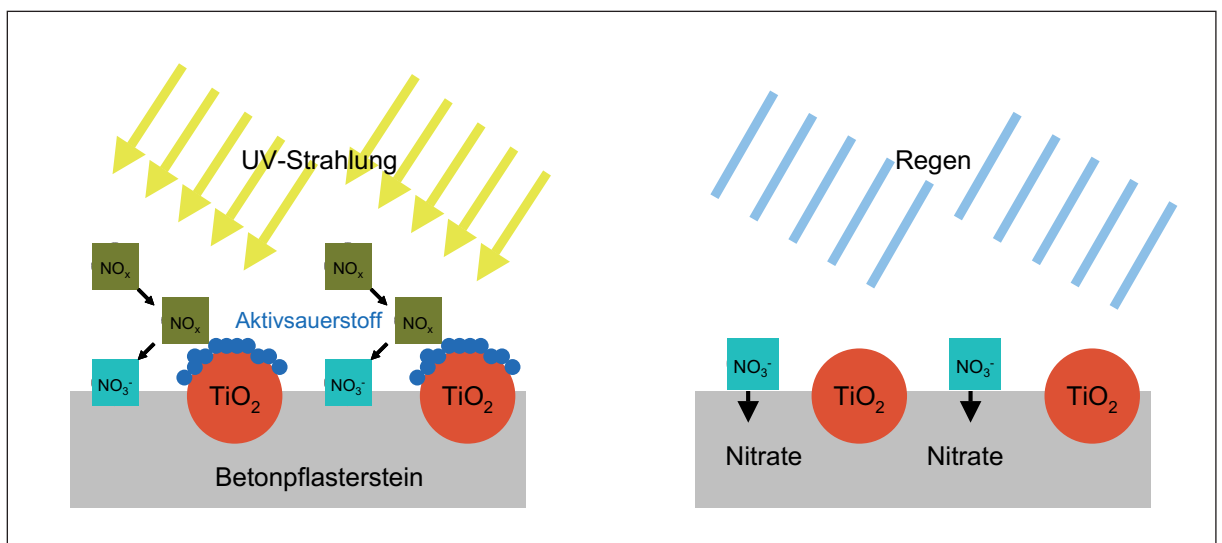 UV-Strahlung
NOₓ
NOₓ
NOₓ
Aktivsauerstoff
NOₓ
NO₃⁻
TiO₂
NO₃⁻
TiO₂
Betonpflasterstein
Regen
NO₃⁻
TiO₂
NO₃⁻
TiO₂
Nitrate
Nitrate